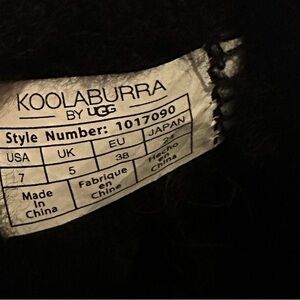 KOOLABURRA
BY UGG
Style Number: 1017090
USA UK EU JAPAN
7 5 38 24
Made in China Fabriqué en Chine Hecho en China